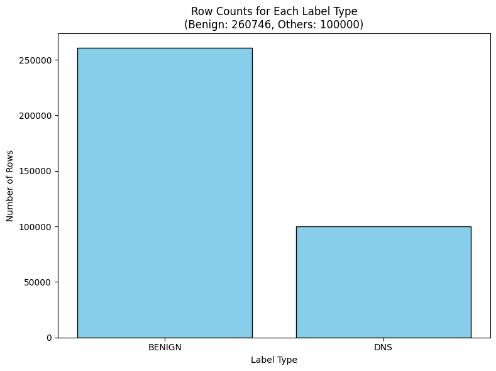 Row Counts for Each Label Type
(Benign: 260746, Others: 100000)
250000
200000
150000
100000
50000
0
Number of Rows
BENIGN
DNS
Label Type